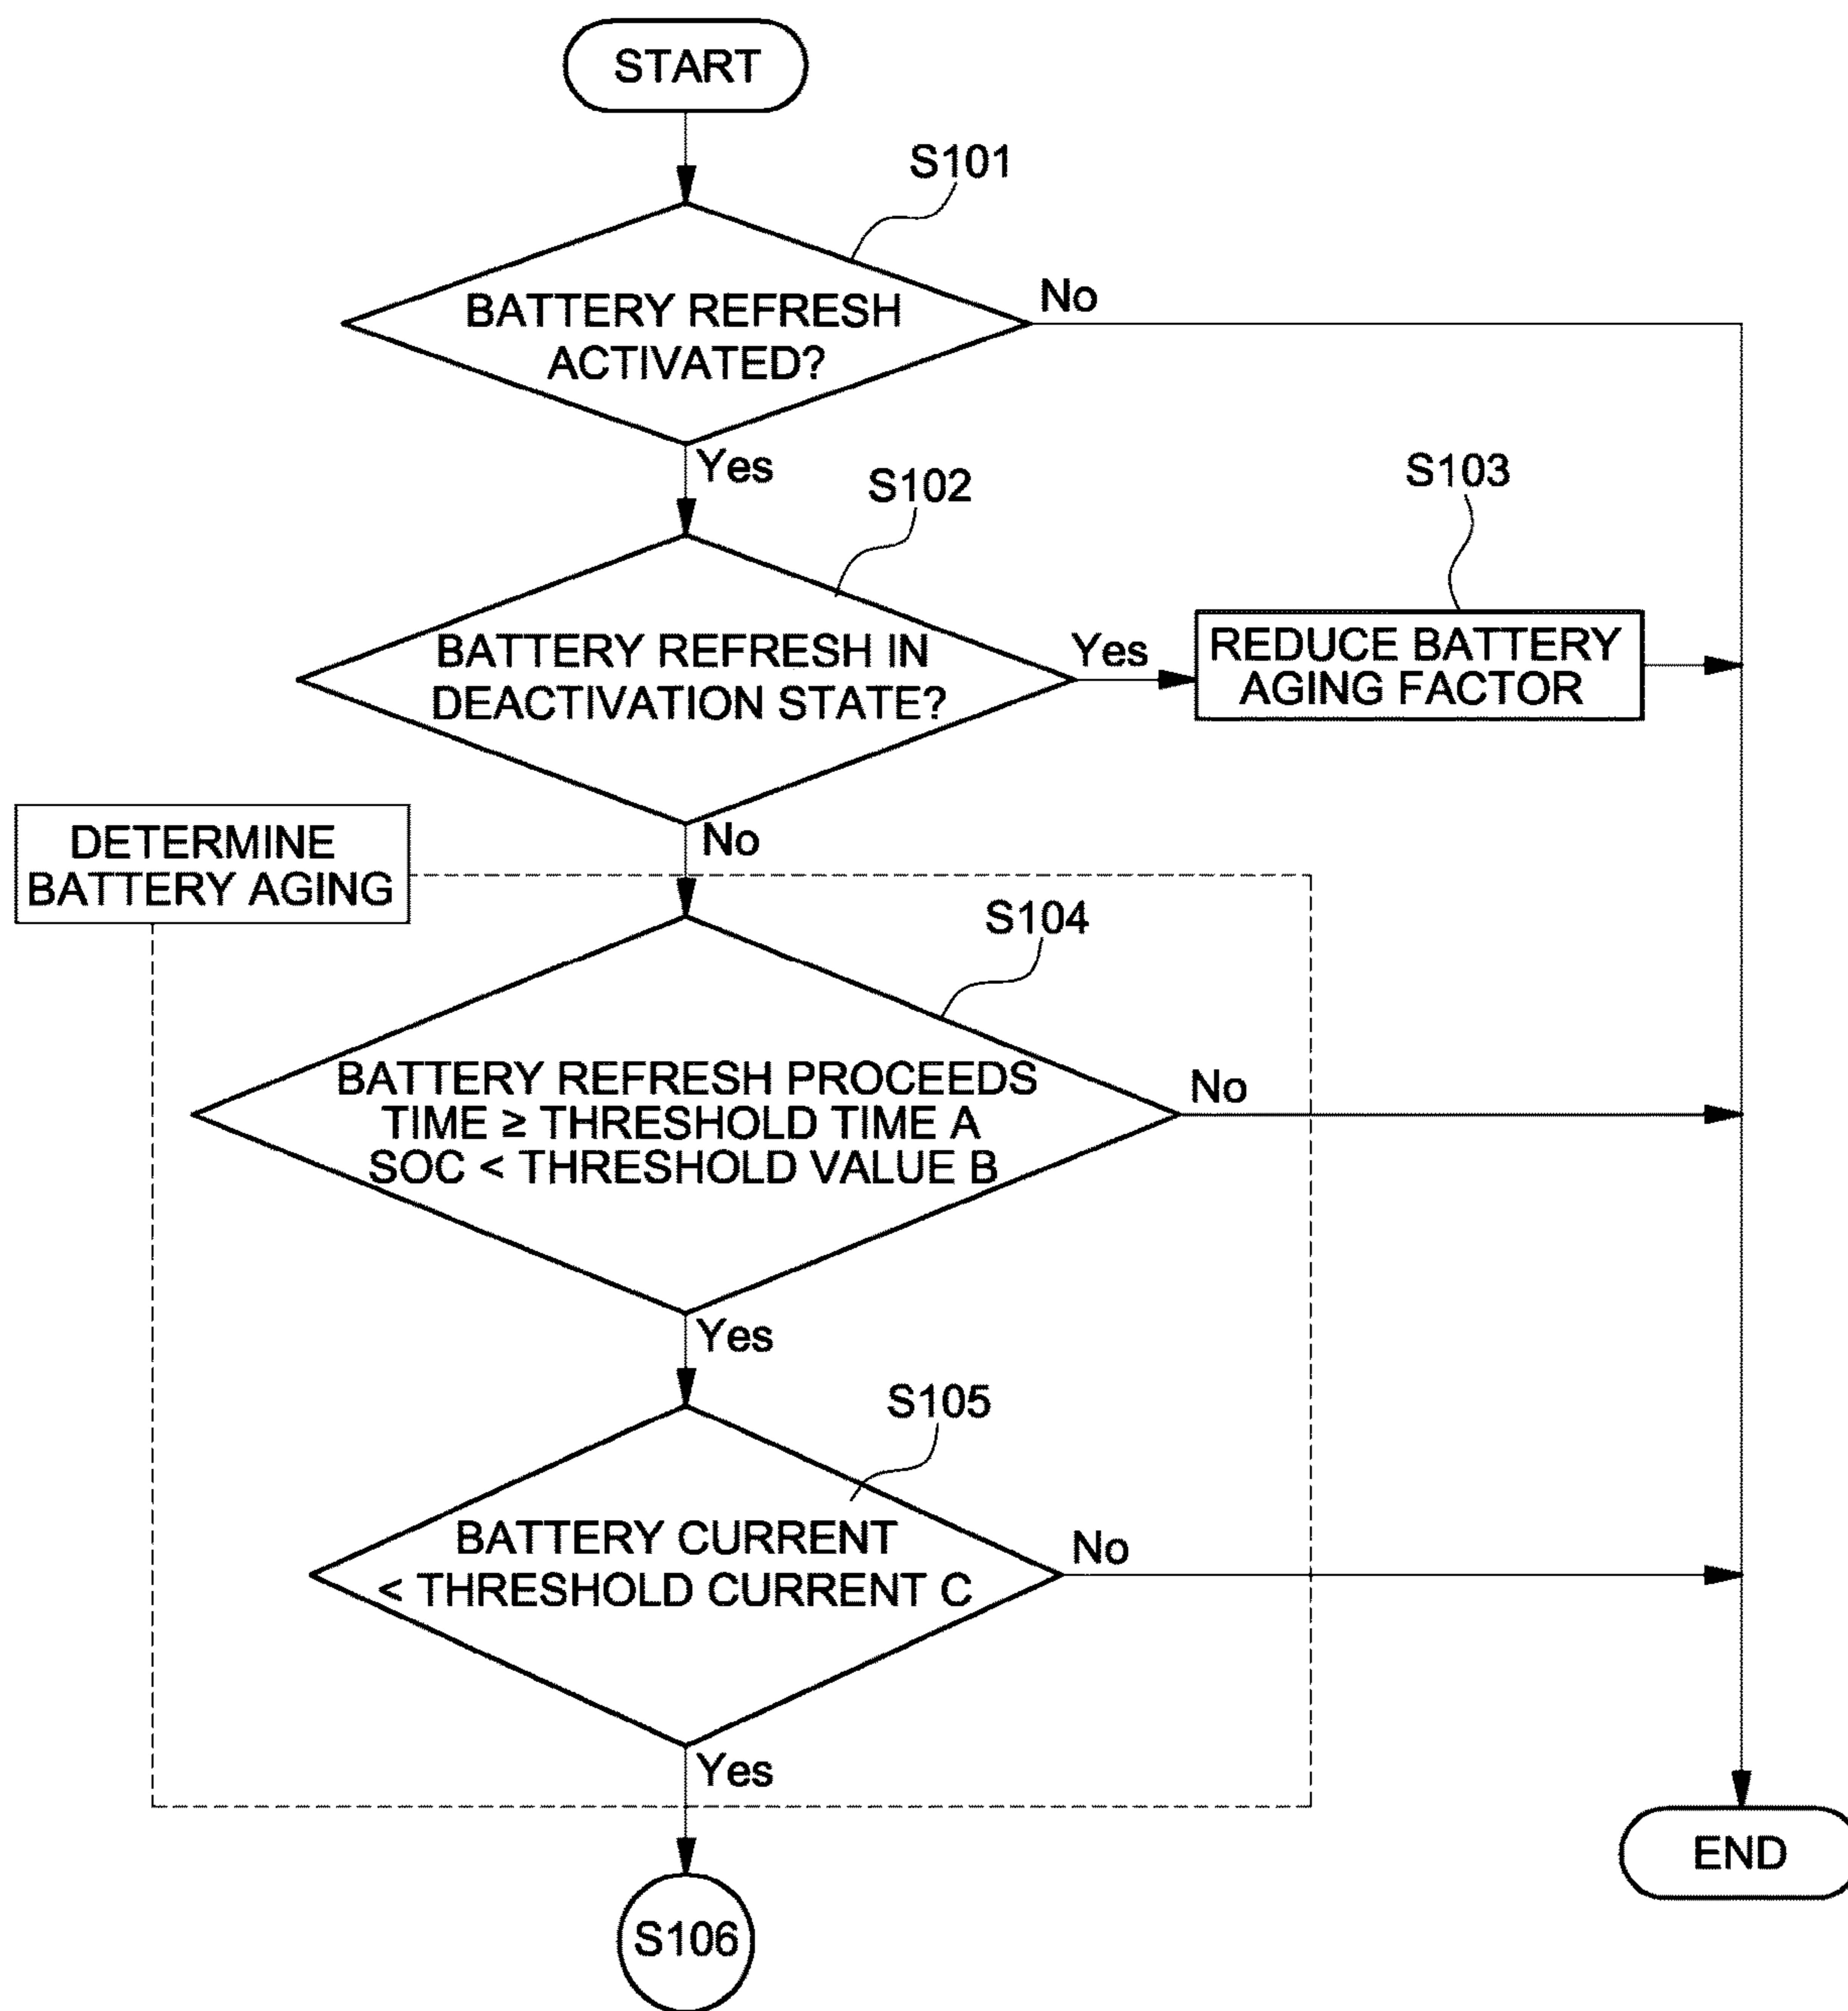 START
S101
BATTERY REFRESH
ACTIVATED?
No
Yes
S102
S103
BATTERY REFRESH IN
DEACTIVATION STATE?
Yes
REDUCE BATTERY
AGING FACTOR
No
DETERMINE
BATTERY AGING
S104
BATTERY REFRESH PROCEEDS
TIME ≥ THRESHOLD TIME A
SOC < THRESHOLD VALUE B
No
Yes
S105
BATTERY CURRENT
< THRESHOLD CURRENT C
No
Yes
END
S106